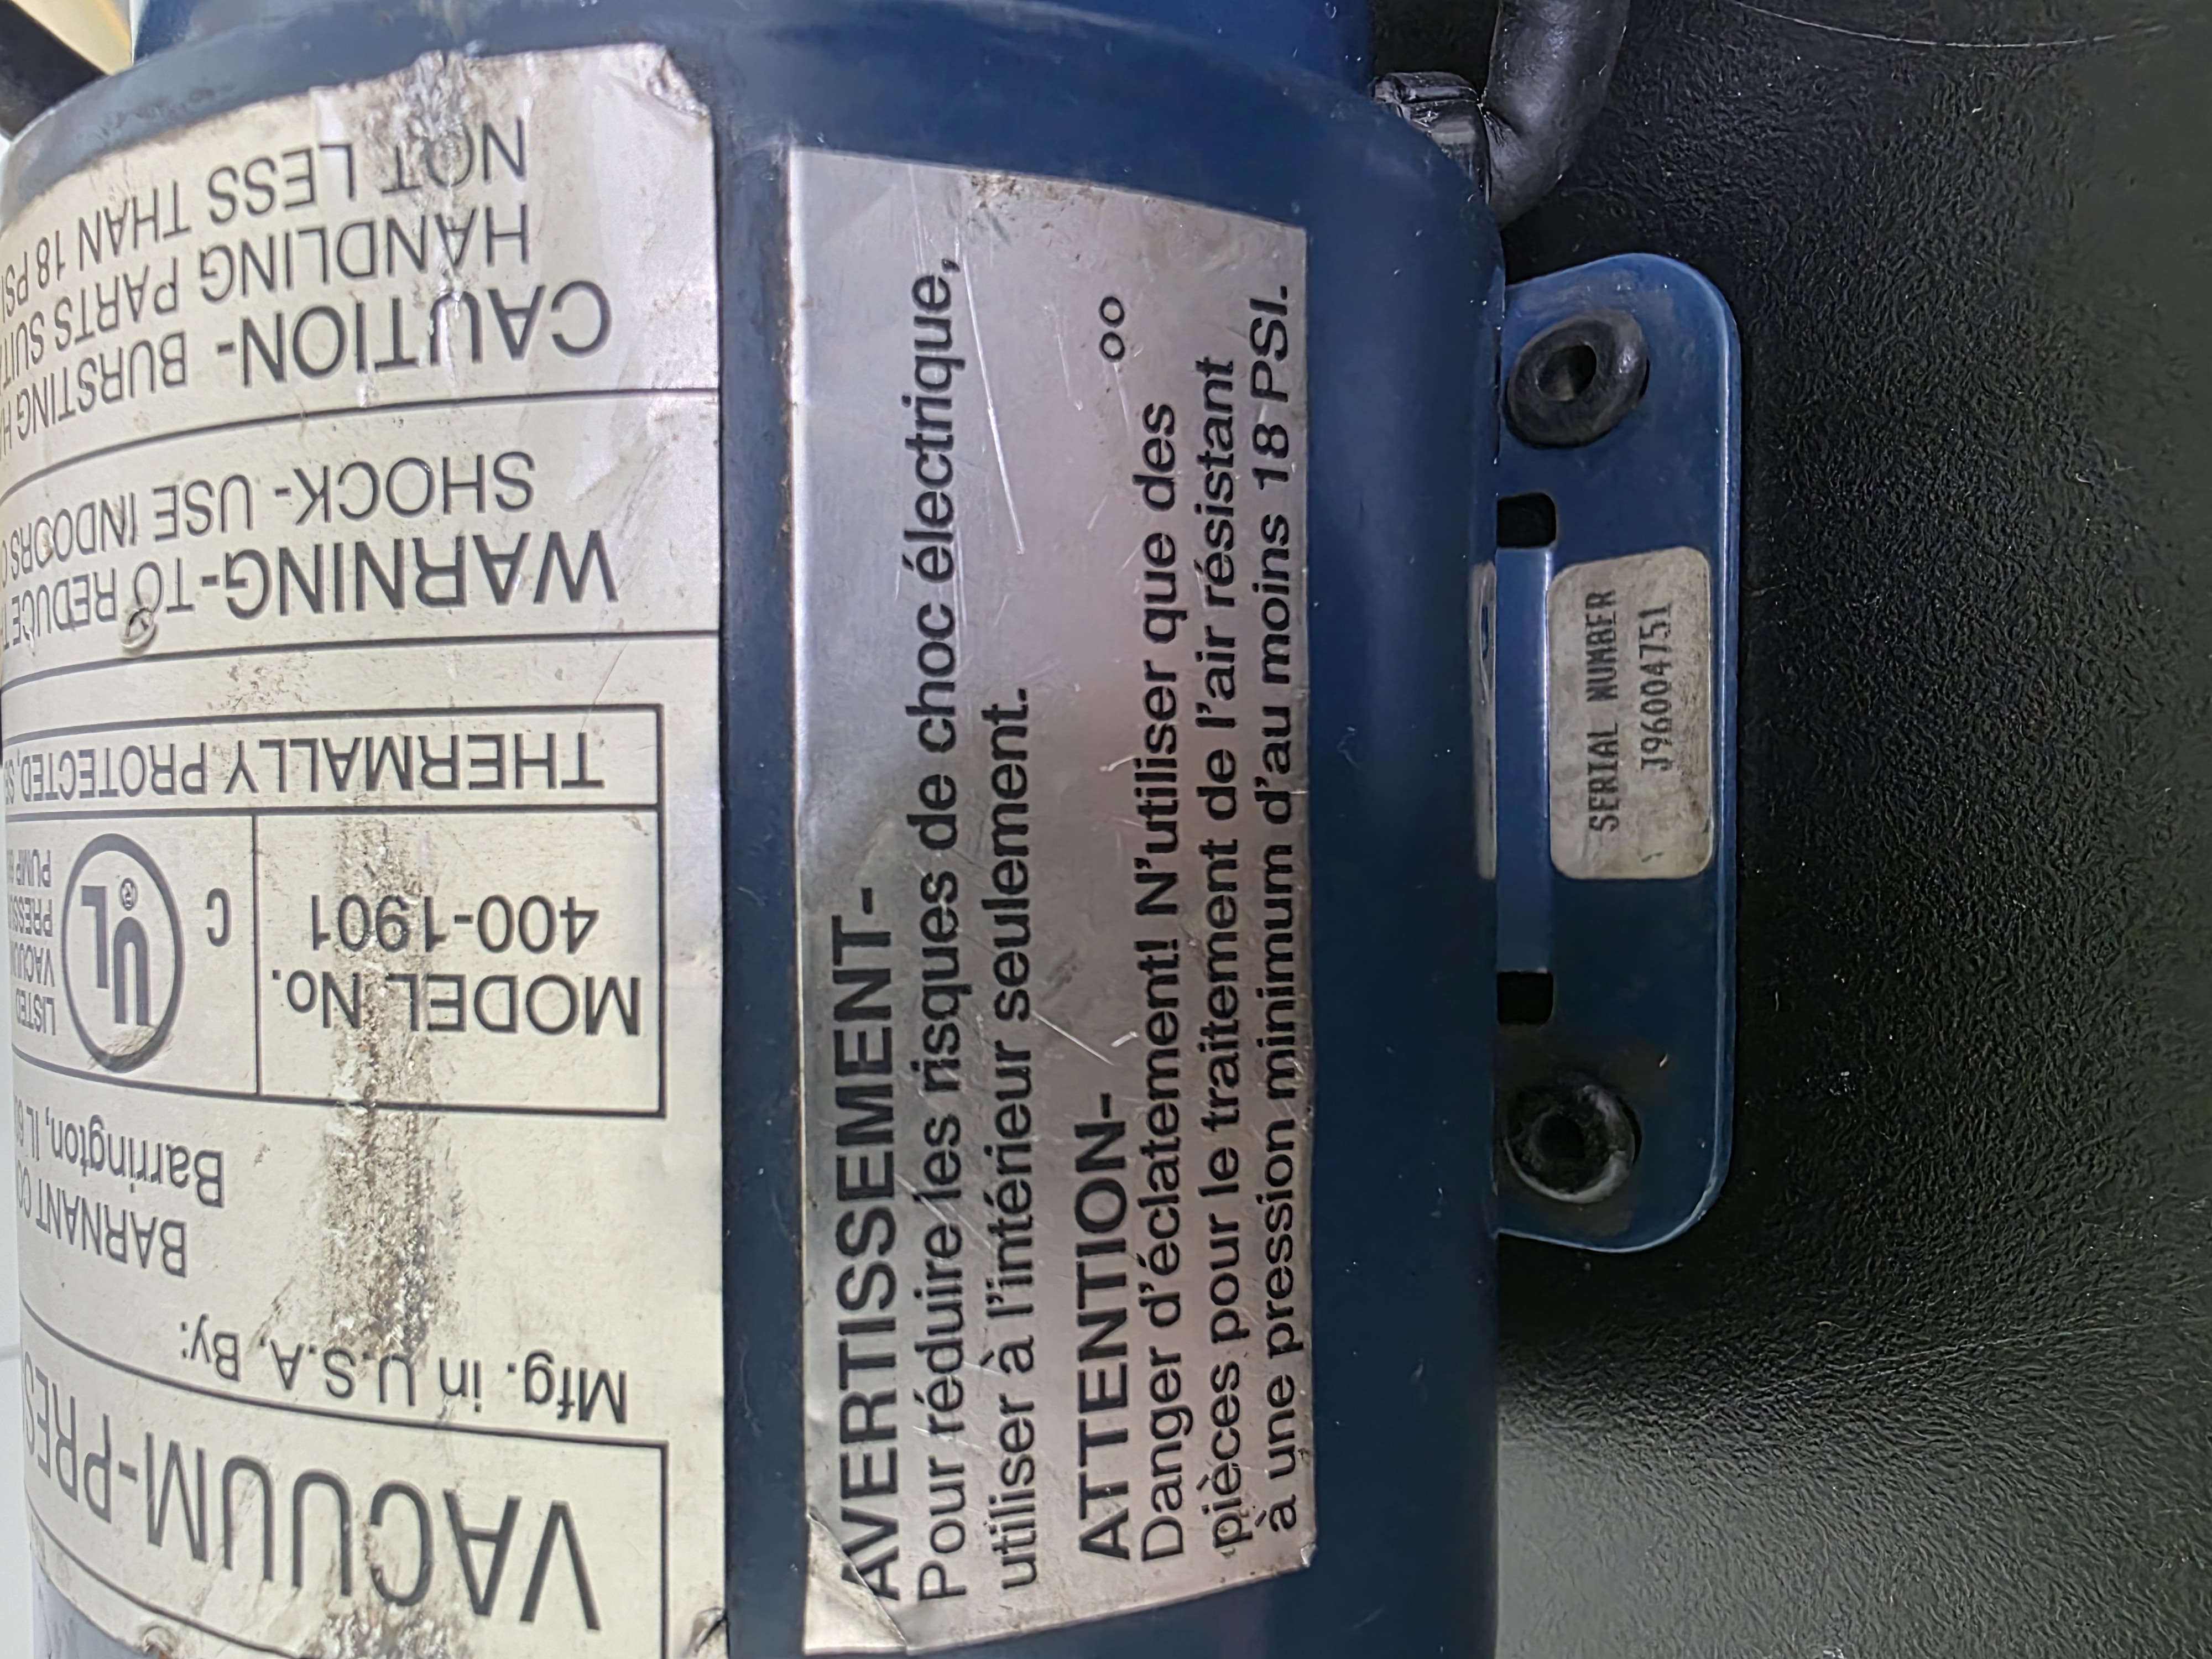 VACUUM-PRES
Mfg. in U.S.A. By:
BARNANT CO
Barrington, IL
MODEL No.
400-1901
C
UL®
LISTED
VACUUM
PRESS
PUMP
THERMALLY PROTECTED,
WARNING-TO REDUCE
SHOCK- USE INDOORS
CAUTION- BURSTING
HANDLING PARTS
NOT LESS THAN 18 PSI
AVERTISSEMENT-
Pour réduire les risques de choc électrique,
utiliser à l'intérieur seulement.
ATTENTION-
Danger d'éclatement! N'utiliser que des
pièces pour le traitement de l'air résistant
à une pression minimum d'au moins 18 PSI.
SERIAL NUMBER
J96004751